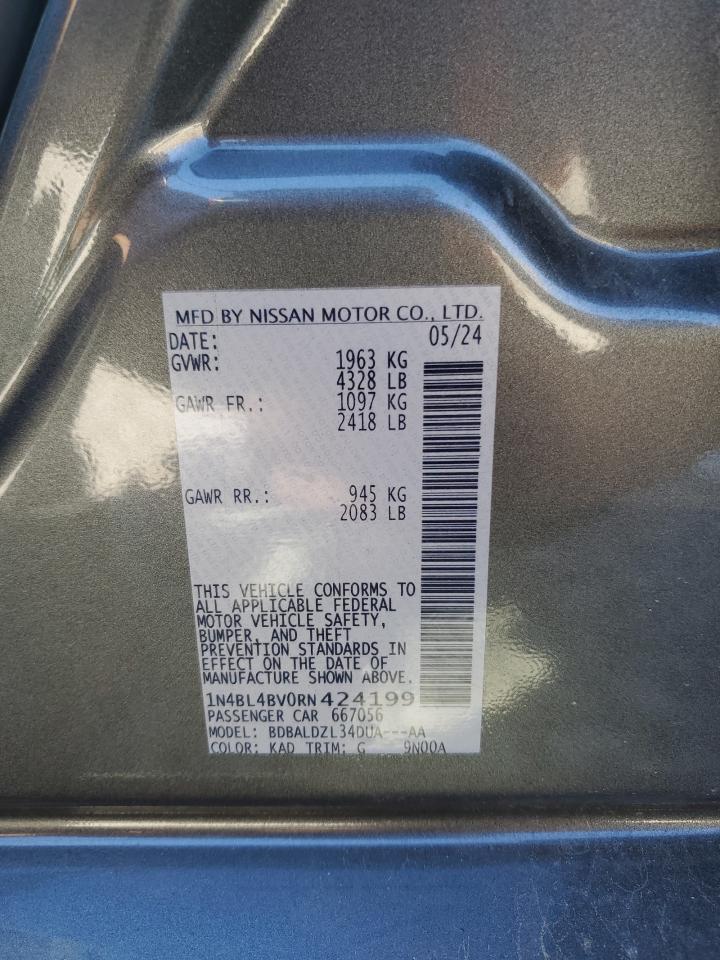 MFD BY NISSAN MOTOR CO., LTD.
DATE: 05/24
GVWR: 1963 KG
4328 LB
GAWR FR.: 1097 KG
2418 LB
GAWR RR.: 945 KG
2083 LB
THIS VEHICLE CONFORMS TO
ALL APPLICABLE FEDERAL
MOTOR VEHICLE SAFETY,
BUMPER, AND THEFT
PREVENTION STANDARDS IN
EFFECT ON THE DATE OF
MANUFACTURE SHOWN ABOVE.
1N4BL4BV0RN424199
PASSENGER CAR 667056
MODEL: BDBALDZL34DUA---AA
COLOR: KAD TRIM: G 9N00A